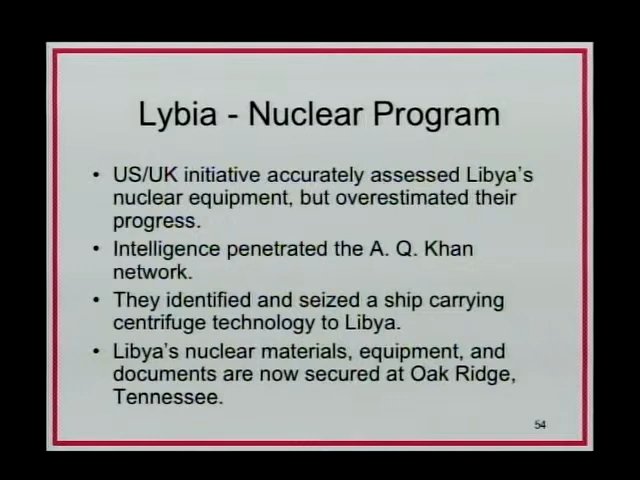 Lybia - Nuclear Program
• US/UK initiative accurately assessed Libya's
nuclear equipment, but overestimated their
progress.
• Intelligence penetrated the A. Q. Khan
network.
• They identified and seized a ship carrying
centrifuge technology to Libya.
• Libya's nuclear materials, equipment, and
documents are now secured at Oak Ridge,
Tennessee.
54